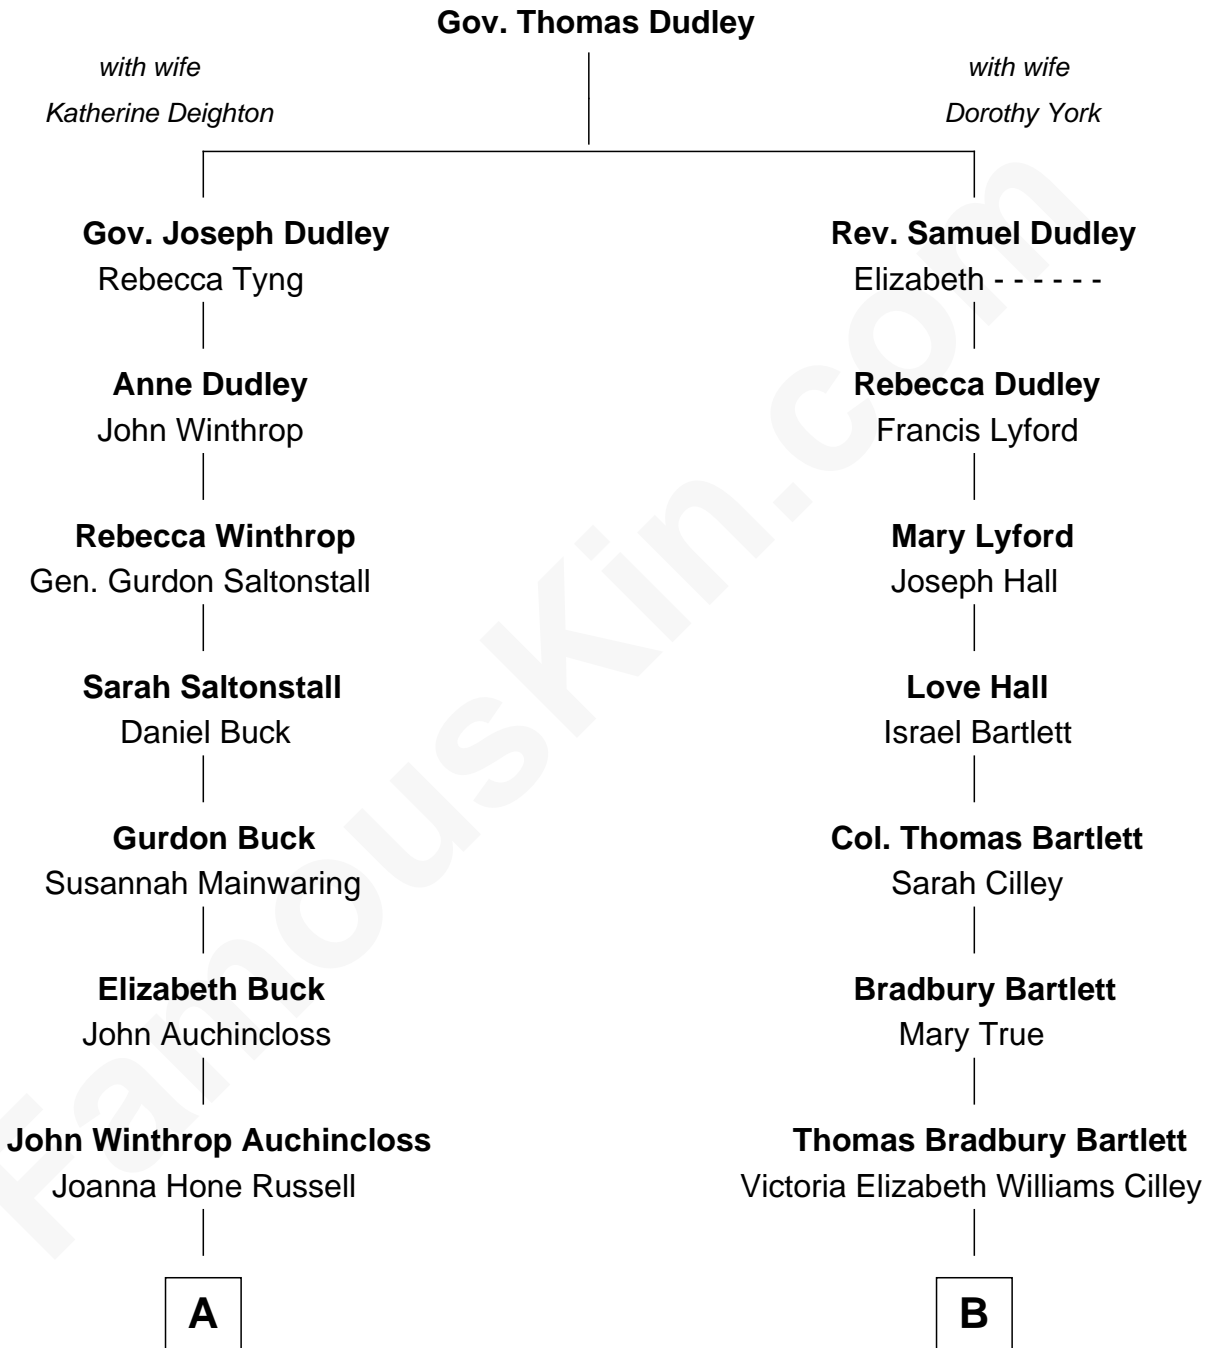 Gov. Thomas Dudley
with wife
Katherine Deighton
with wife
Dorothy York
Gov. Joseph Dudley
Rebecca Tyng
Rev. Samuel Dudley
Elizabeth - - - - - -
Anne Dudley
John Winthrop
Rebecca Dudley
Francis Lyford
Rebecca Winthrop
Gen. Gurdon Saltonstall
Mary Lyford
Joseph Hall
Sarah Saltonstall
Daniel Buck
Love Hall
Israel Bartlett
Gurdon Buck
Susannah Mainwaring
Col. Thomas Bartlett
Sarah Cilley
Elizabeth Buck
John Auchincloss
Bradbury Bartlett
Mary True
John Winthrop Auchincloss
Joanna Hone Russell
Thomas Bradbury Bartlett
Victoria Elizabeth Williams Cilley
A
B
FamousKin.com